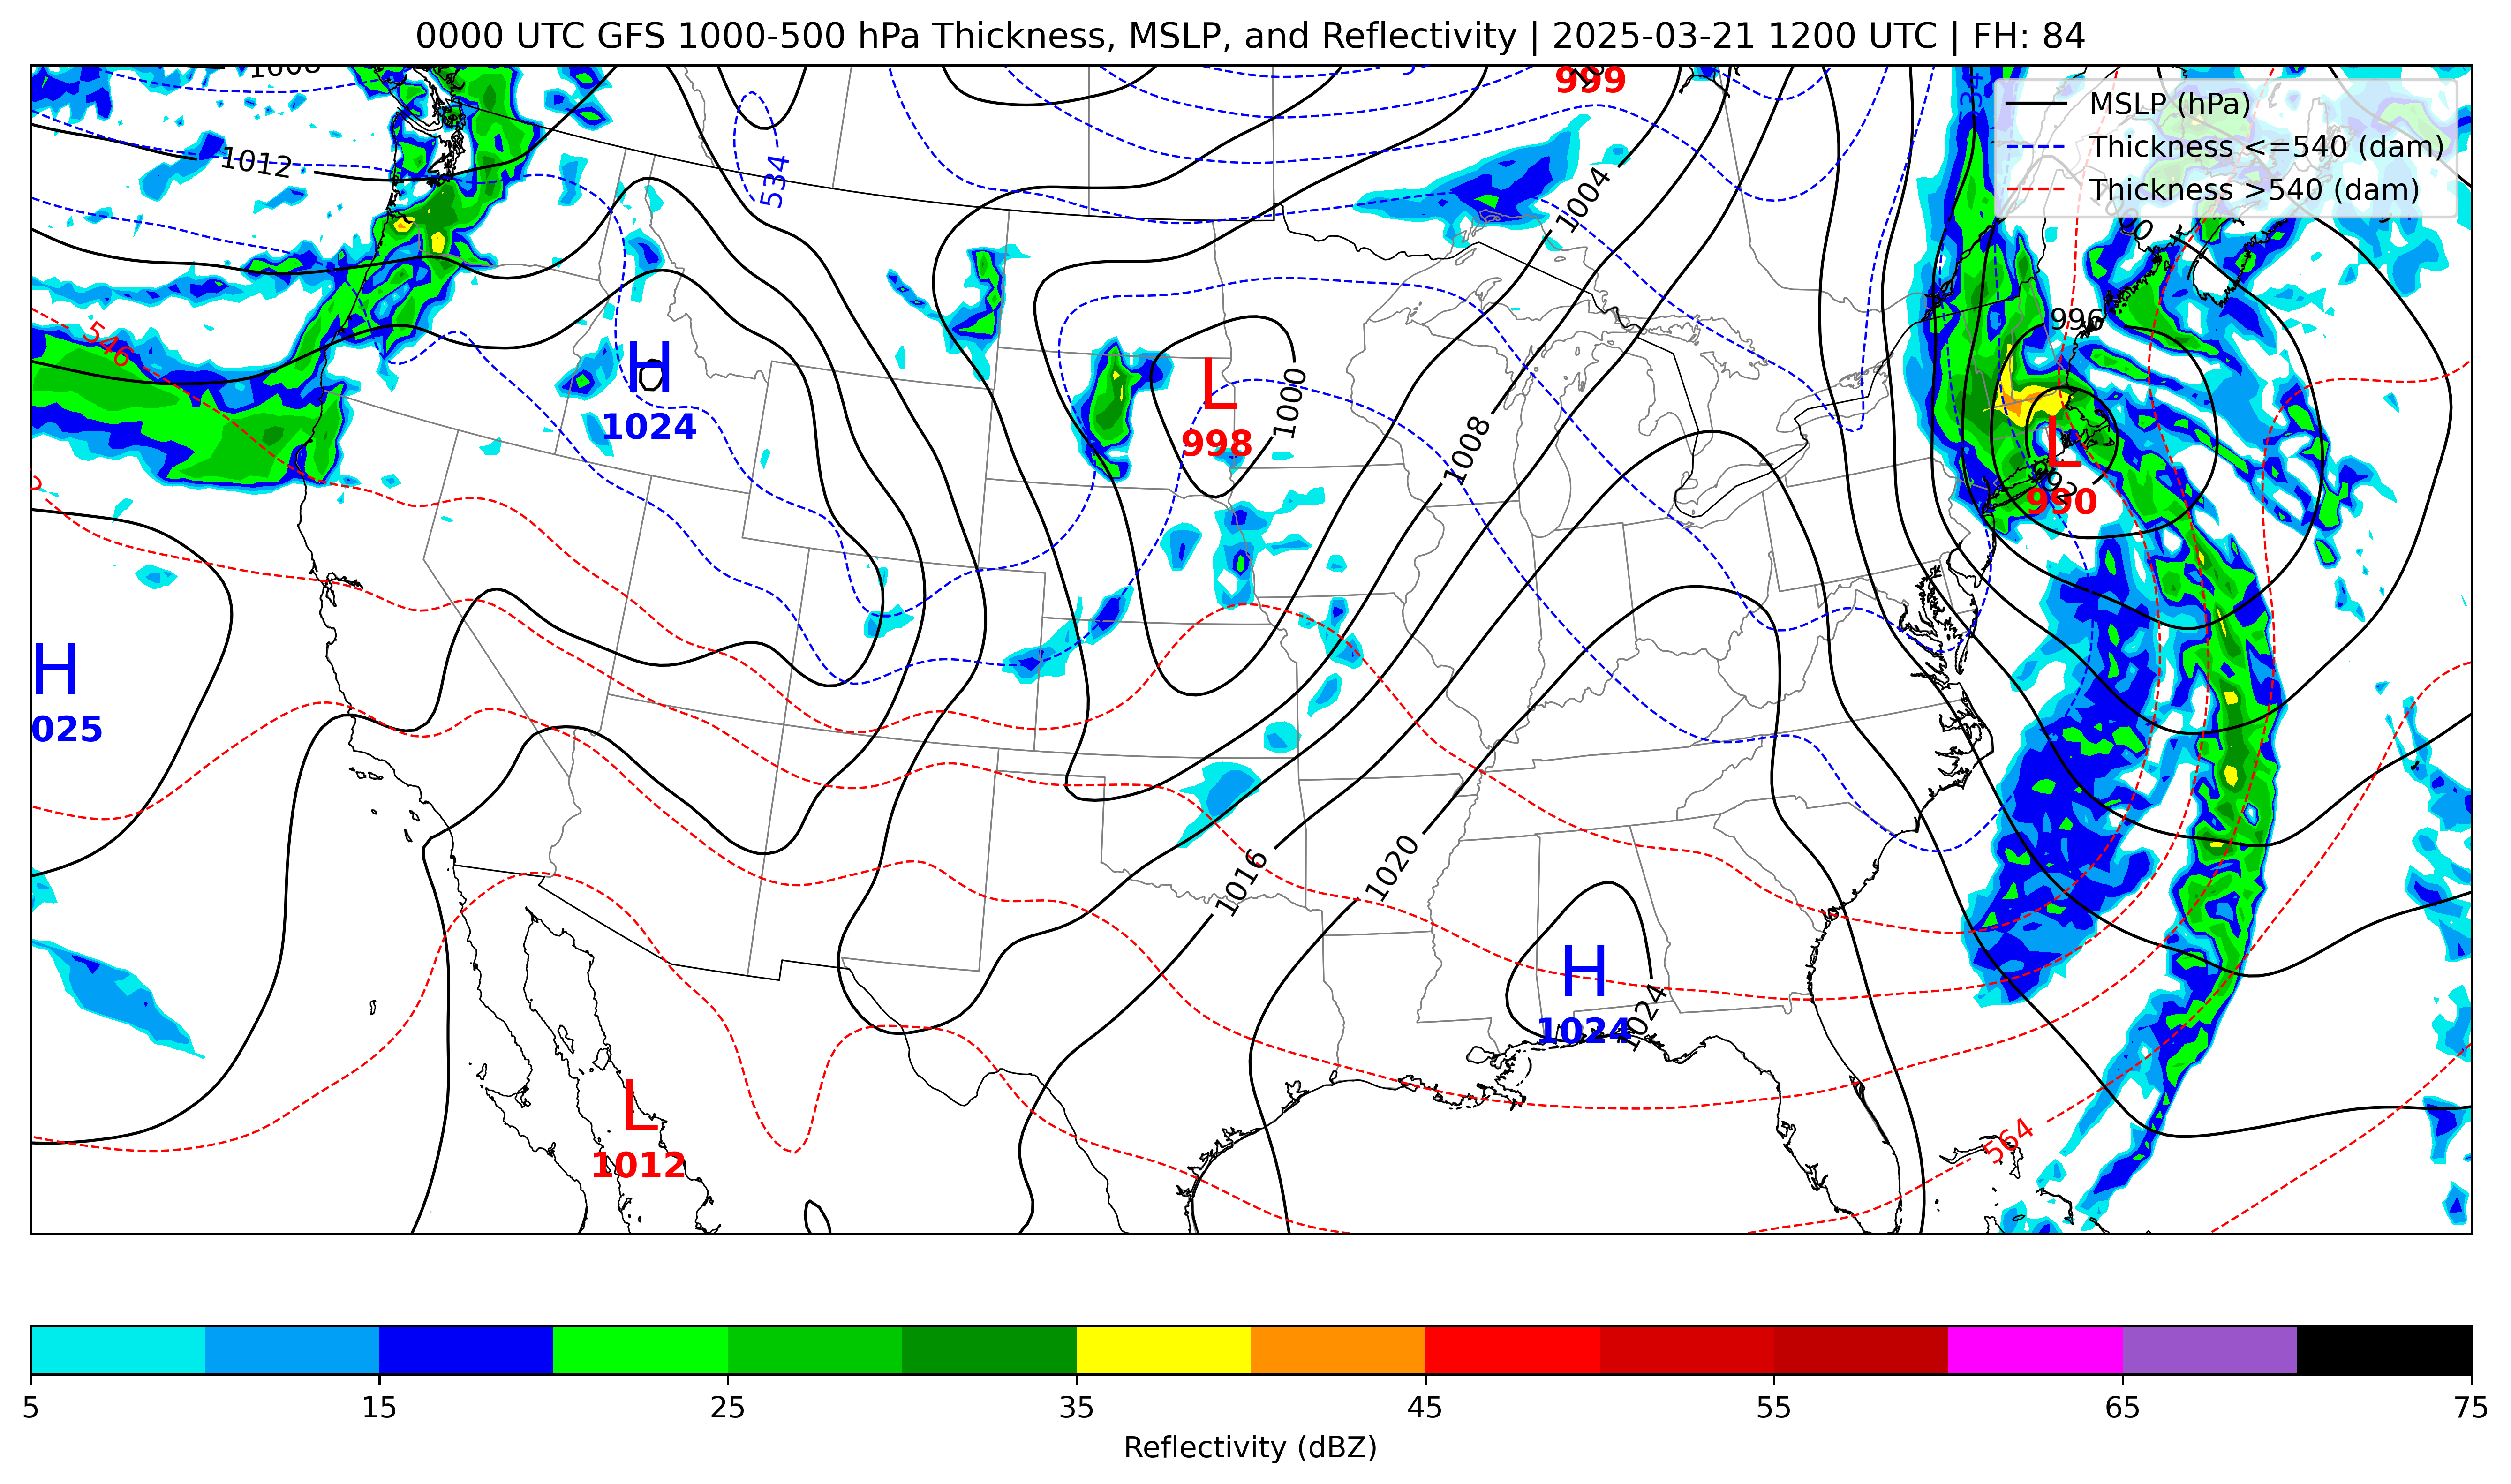 0000 UTC GFS 1000-500 hPa Thickness, MSLP, and Reflectivity | 2025-03-21 1200 UTC | FH: 84
1008
999
MSLP (hPa)
Thickness <=540 (dam)
Thickness >540 (dam)
1012
534
1004
546
996
H
1024
L
998
1000
1008
L
990
H
025
1016
1020
H
1024
1024
L
1012
564
5 15 25 35 45 55 65 75
Reflectivity (dBZ)